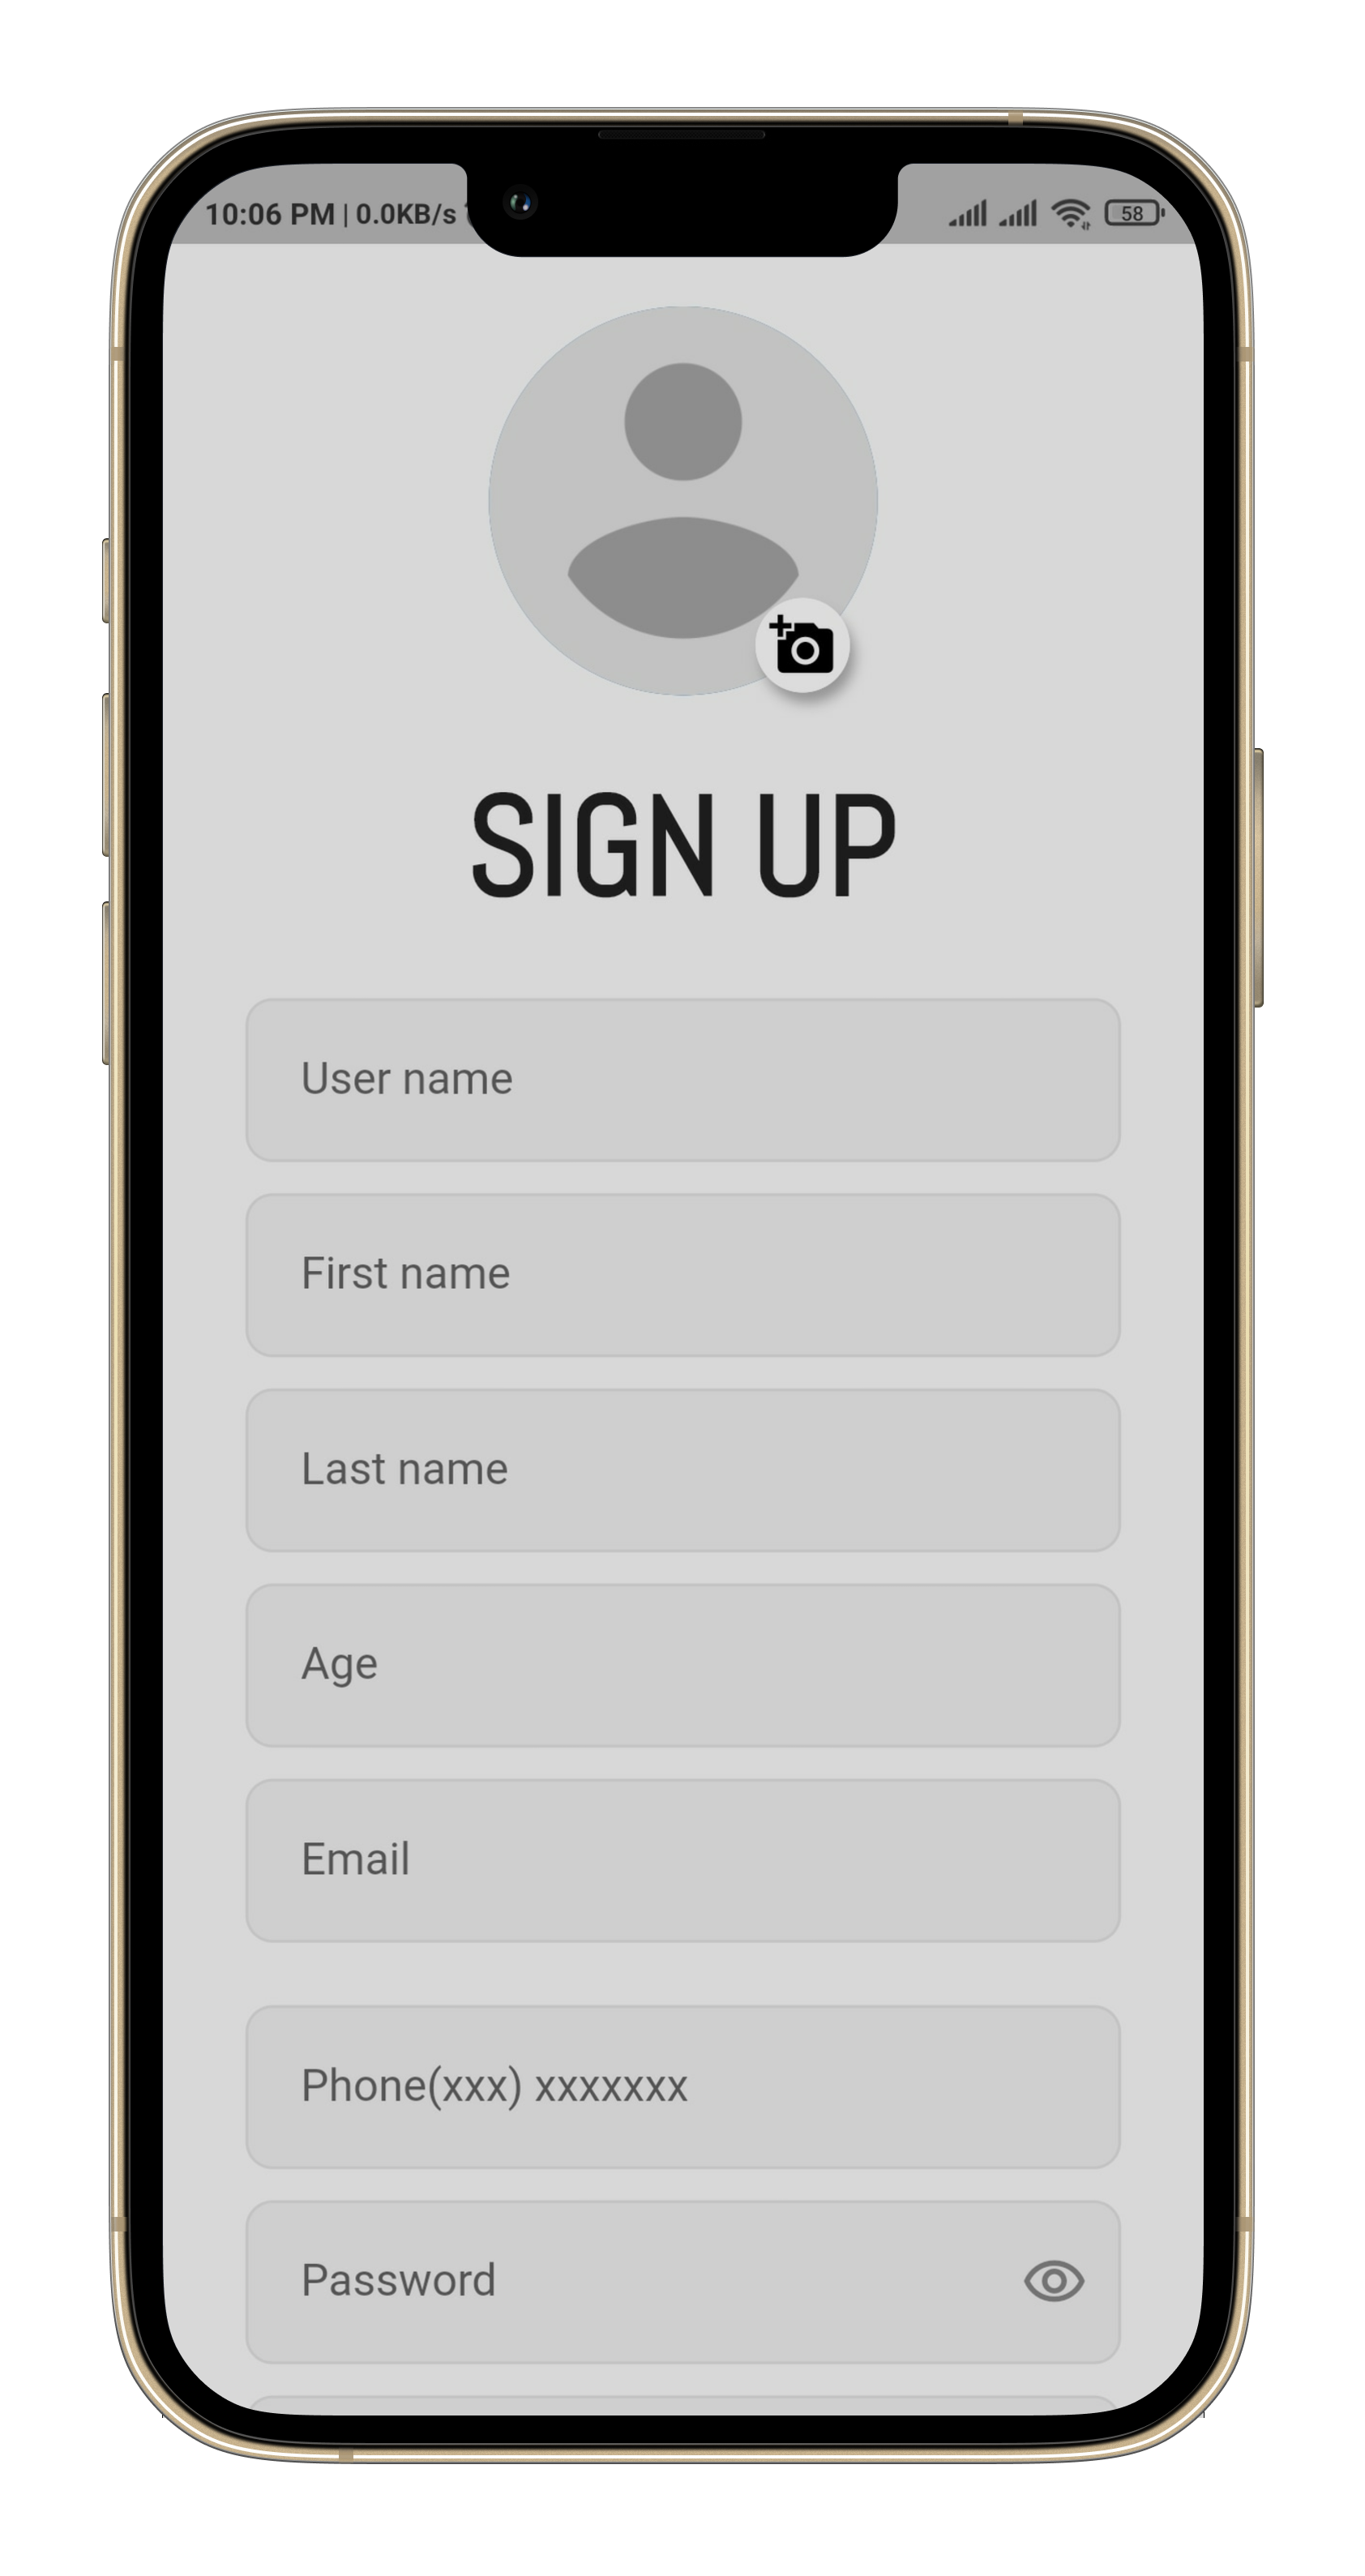 10:06 PM | 0.0KB/s
58
SIGN UP
User name
First name
Last name
Age
Email
Phone(xxx) xxxxxxx
Password